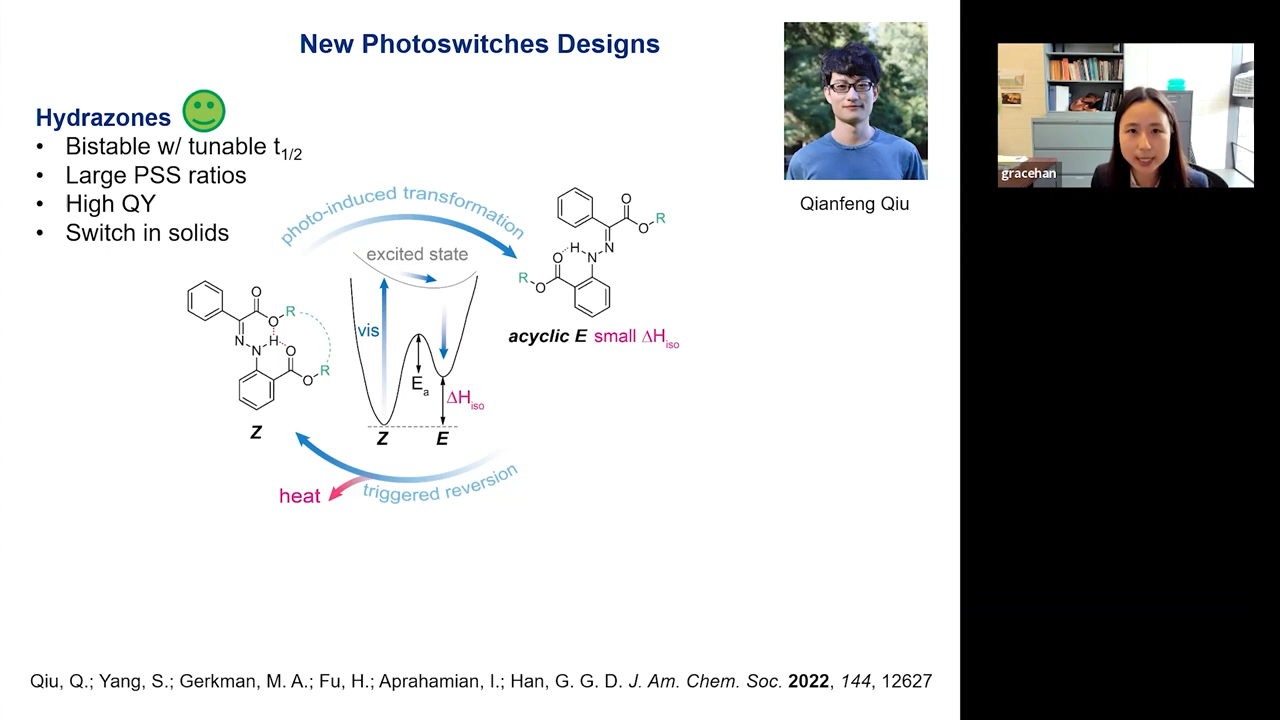 New Photoswitches Designs
Hydrazones
• Bistable w/ tunable t1/2
• Large PSS ratios
• High QY
• Switch in solids
Qianfeng Qiu
gracehan
photo-induced transformation
excited state
vis
Ea
ΔHiso
Z
E
O
O
R
N
N
H
O
O
R
Z
O
O
R
N
N
H
O
O
R
acyclic E small ΔHiso
heat
triggered reversion
Qiu, Q.; Yang, S.; Gerkman, M. A.; Fu, H.; Aprahamian, I.; Han, G. G. D. J. Am. Chem. Soc. 2022, 144, 12627